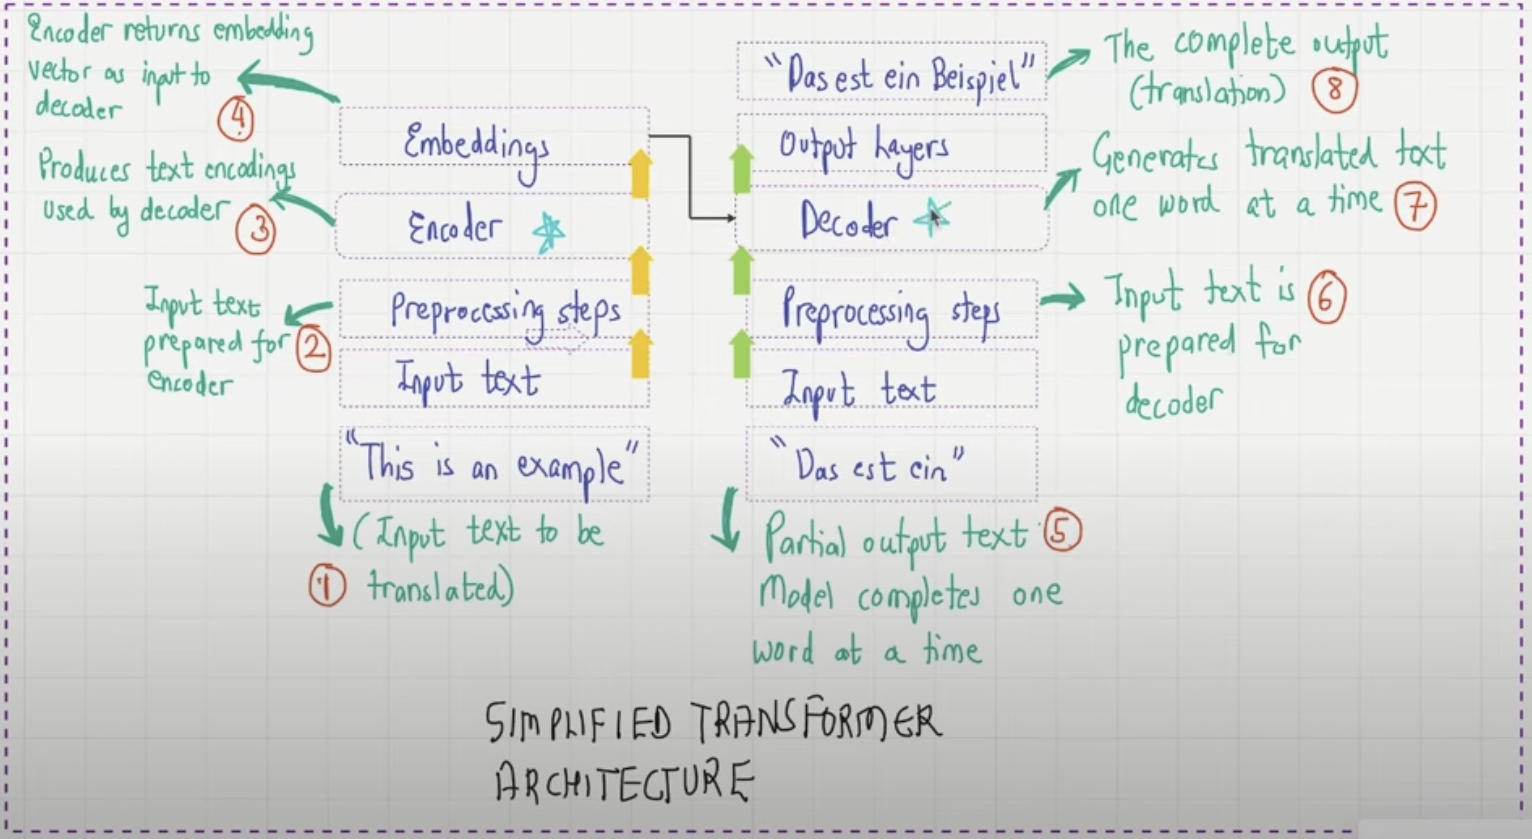 Encoder returns embedding
vector as input to
decoder
4
Produces text encodings
used by decoder
3
Input text
prepared for
encoder
2
Embeddings
Encoder
Preprocessing steps
Input text
"This is an example"
(Input text to be
translated)
1
"Das est ein Beispiel"
Output Layers
Decoder
Preprocessing steps
Input text
"Das est ein"
Partial output text
5
Model completes one
word at a time
The complete output
(translation)
8
Generates translated text
one word at a time
7
Input text is
6
prepared for
decoder
SIMPLIFIED TRANSFORMER
ARCHITECTURE